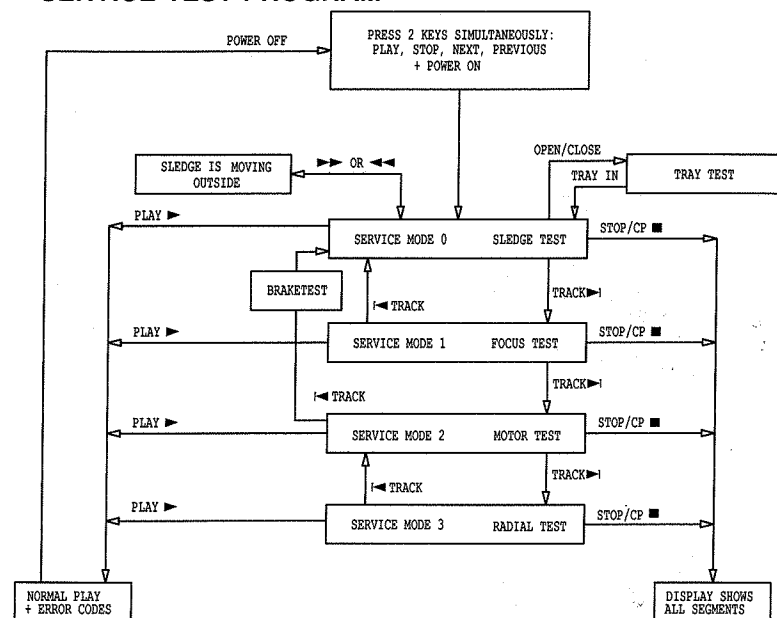 SERVICE TEST PROGRAM
POWER OFF
PRESS 2 KEYS SIMULTANEOUSLY:
PLAY, STOP, NEXT, PREVIOUS
+ POWER ON
SLEDGE IS MOVING
OUTSIDE
►► OR ◄◄
OPEN/CLOSE
TRAY IN
TRAY TEST
PLAY ►
SERVICE MODE 0 SLEDGE TEST
STOP/CP ■
BRAKETEST
|◄ TRACK
TRACK►|
PLAY ►
SERVICE MODE 1 FOCUS TEST
STOP/CP ■
|◄ TRACK
TRACK►|
PLAY ►
SERVICE MODE 2 MOTOR TEST
STOP/CP ■
|◄ TRACK
TRACK►|
PLAY ►
SERVICE MODE 3 RADIAL TEST
STOP/CP ■
NORMAL PLAY
+ ERROR CODES
DISPLAY SHOWS
ALL SEGMENTS